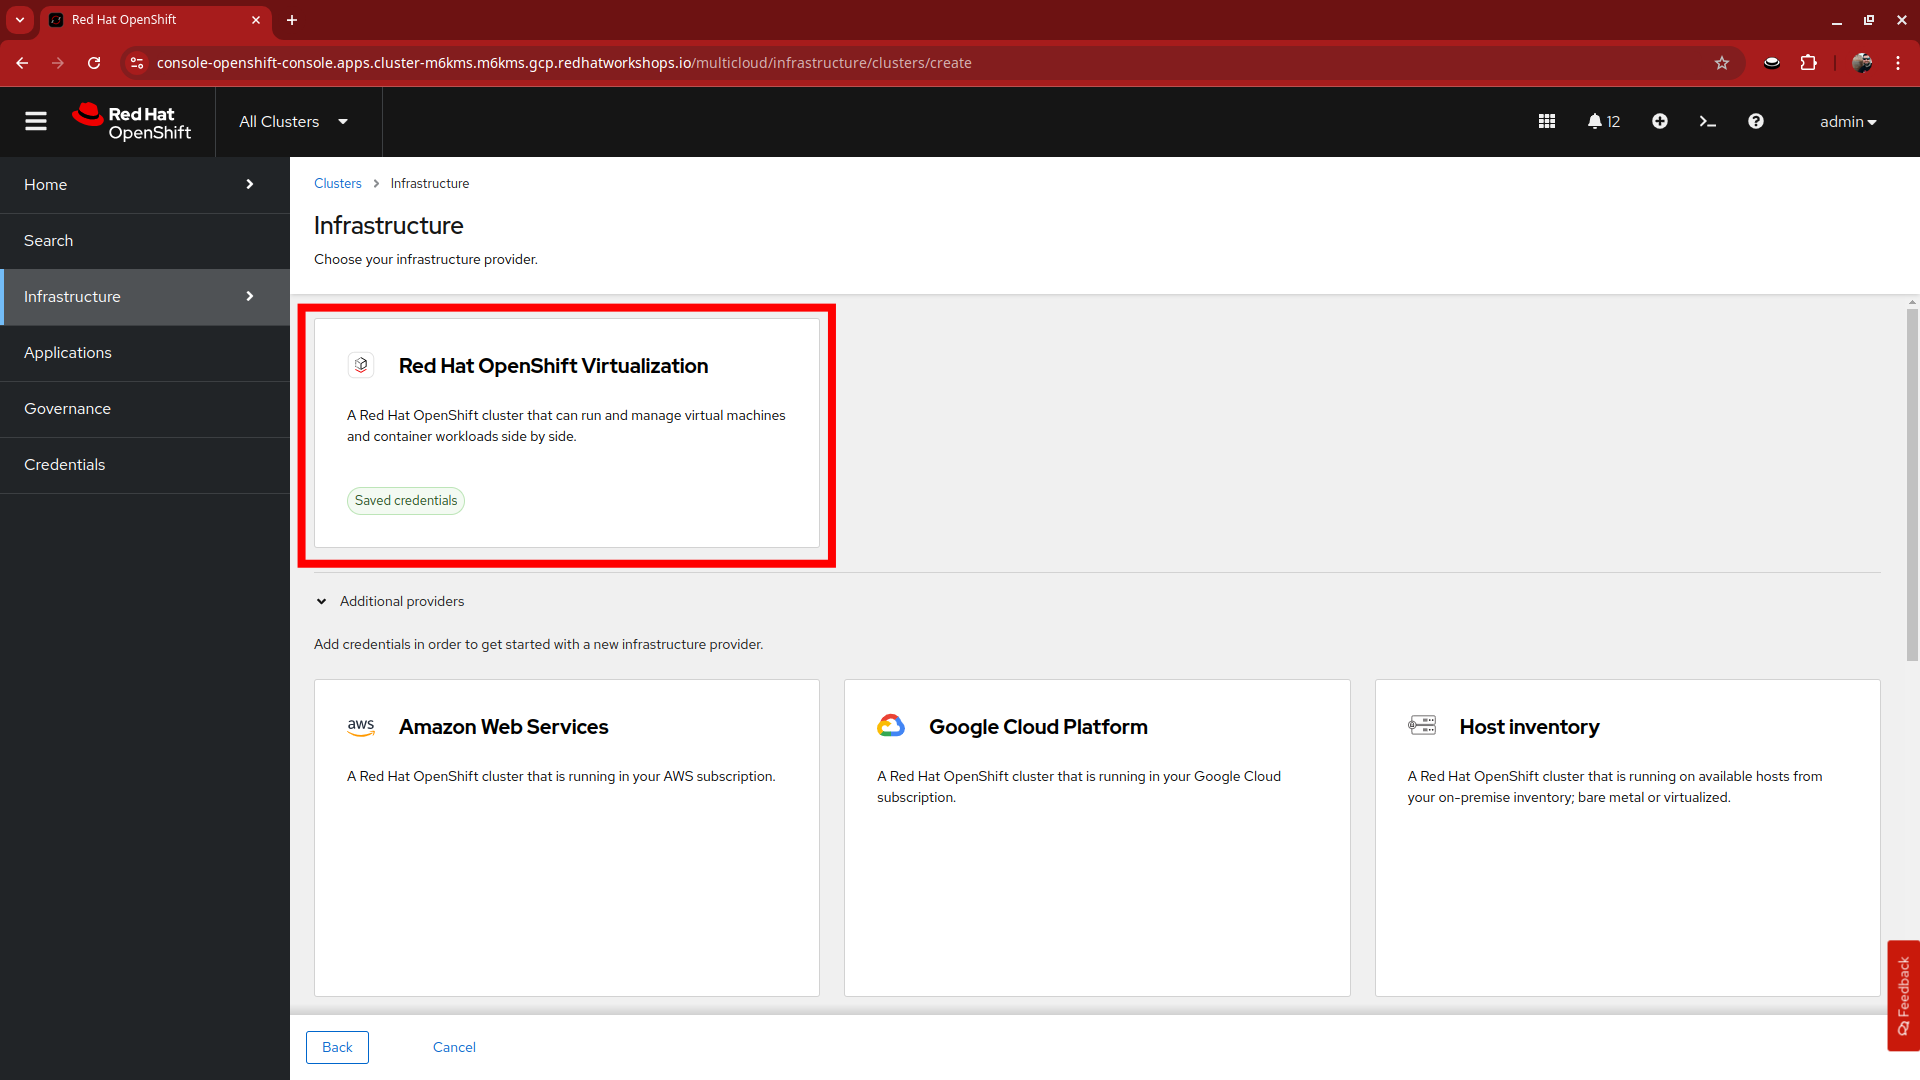 Red Hat OpenShift
console-openshift-console.apps.cluster-m6kms.m6kms.gcp.redhatworkshops.io/multicloud/infrastructure/clusters/create
Red Hat
OpenShift
All Clusters
12
admin
Home
Search
Infrastructure
Applications
Governance
Credentials
Clusters > Infrastructure
Infrastructure
Choose your infrastructure provider.
Red Hat OpenShift Virtualization
A Red Hat OpenShift cluster that can run and manage virtual machines
and container workloads side by side.
Saved credentials
Additional providers
Add credentials in order to get started with a new infrastructure provider.
aws
Amazon Web Services
A Red Hat OpenShift cluster that is running in your AWS subscription.
Google Cloud Platform
A Red Hat OpenShift cluster that is running in your Google Cloud
subscription.
Host inventory
A Red Hat OpenShift cluster that is running on available hosts from
your on-premise inventory; bare metal or virtualized.
Feedback
Back
Cancel